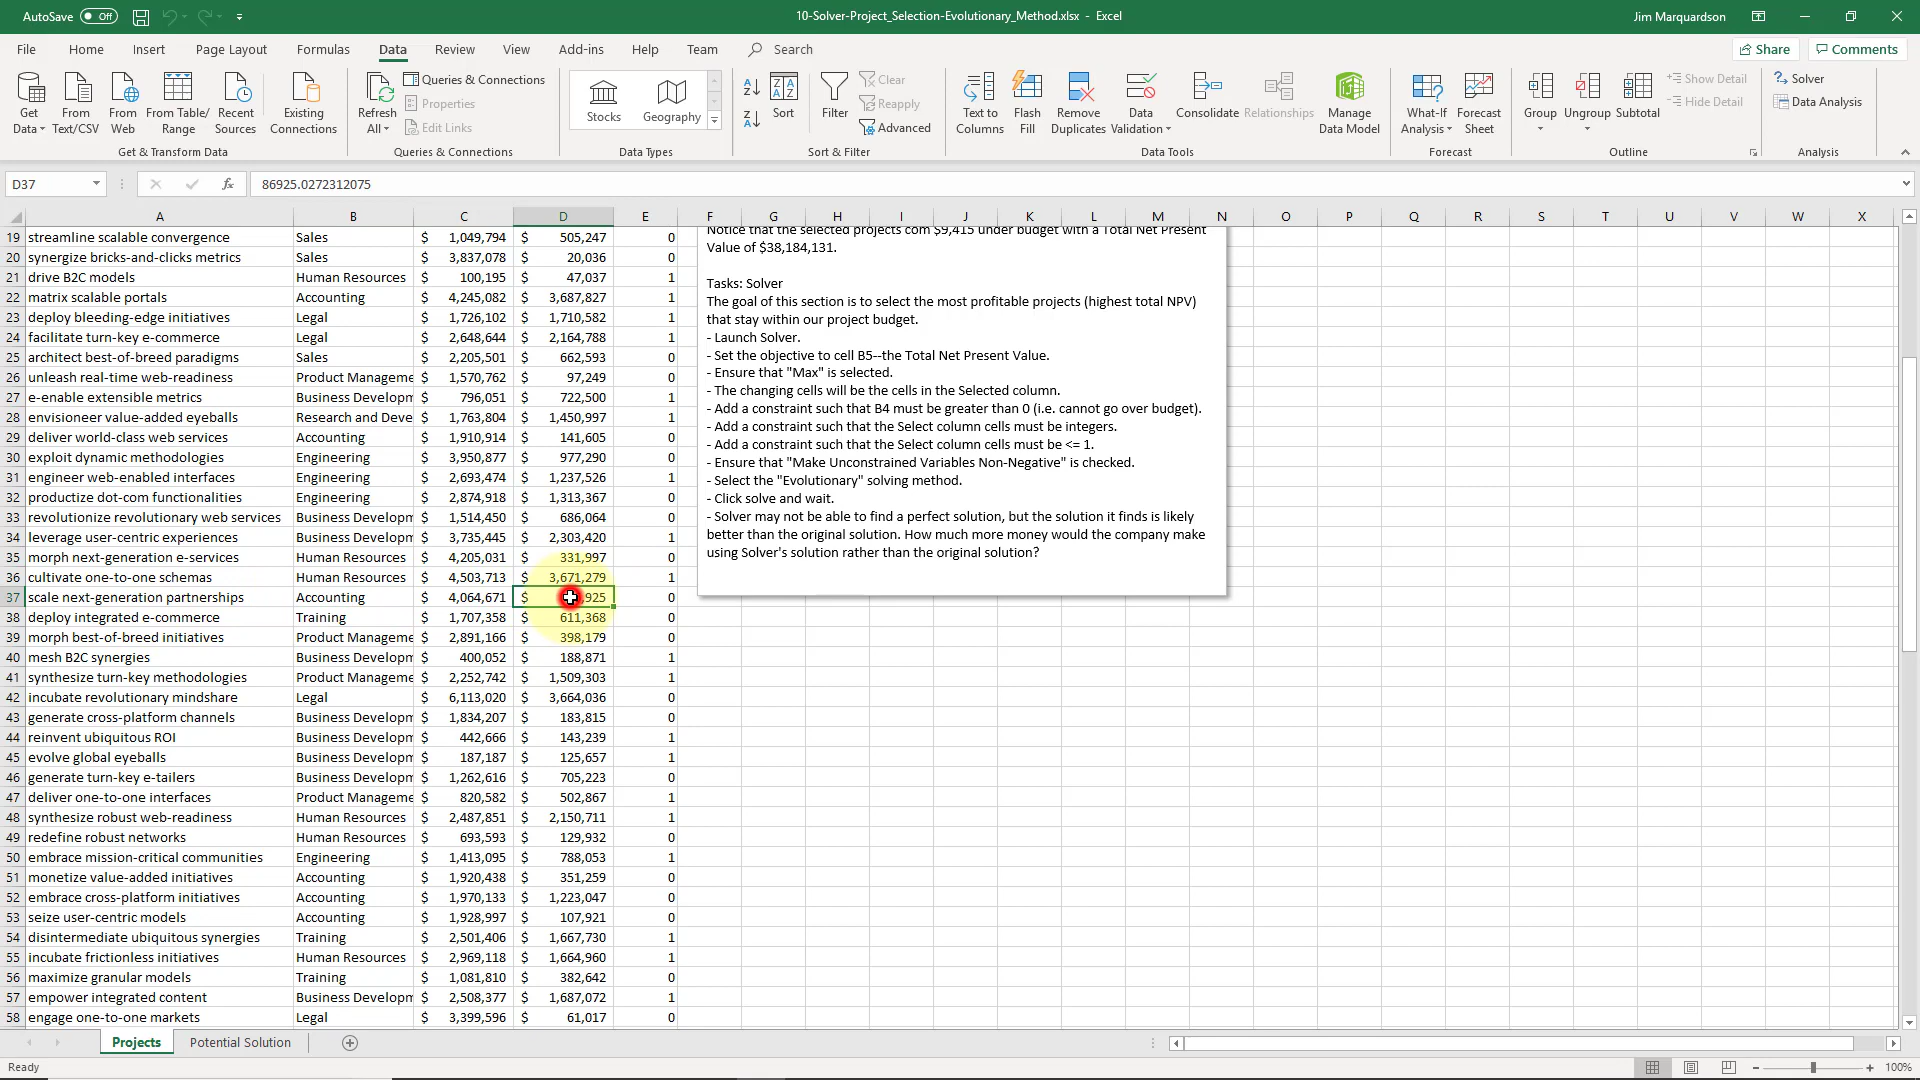 AutoSave Off 10-Solver-Project_Selection-Evolutionary_Method.xlsx - Excel Jim Marquardson
File Home Insert Page Layout Formulas Data Review View Add-ins Help Team Search Share Comments
Get Data From Text/CSV From Web From Table/ Range Recent Sources Existing Connections
Get & Transform Data
Refresh All Queries & Connections Properties Edit Links
Queries & Connections
Stocks Geography
Data Types
Sort Filter Clear Reapply Advanced
Sort & Filter
Text to Columns Flash Fill Remove Duplicates Data Validation Consolidate Relationships Manage Data Model
Data Tools
What-If Analysis Forecast Sheet
Forecast
Group Ungroup Subtotal Show Detail Hide Detail
Outline
Solver Data Analysis
Analysis
D37 fx 86925.0272312075
A B C D E F G H I J K L M N O P Q R S T U V W X
19 streamline scalable convergence Sales $ 1,049,794 $ 505,247 0
20 synergize bricks-and-clicks metrics Sales $ 3,837,078 $ 20,036 0
21 drive B2C models Human Resources $ 100,195 $ 47,037 1
22 matrix scalable portals Accounting $ 4,245,082 $ 3,687,827 1
23 deploy bleeding-edge initiatives Legal $ 1,726,102 $ 1,710,582 1
24 facilitate turn-key e-commerce Legal $ 2,648,644 $ 2,164,788 1
25 architect best-of-breed paradigms Sales $ 2,205,501 $ 662,593 0
26 unleash real-time web-readiness Product Manageme $ 1,570,762 $ 97,249 0
27 e-enable extensible metrics Business Developm $ 796,051 $ 722,500 1
28 envisioneer value-added eyeballs Research and Deve $ 1,763,804 $ 1,450,997 1
29 deliver world-class web services Accounting $ 1,910,914 $ 141,605 0
30 exploit dynamic methodologies Engineering $ 3,950,877 $ 977,290 0
31 engineer web-enabled interfaces Engineering $ 2,693,474 $ 1,237,526 1
32 productize dot-com functionalities Engineering $ 2,874,918 $ 1,313,367 0
33 revolutionize revolutionary web services Business Developm $ 1,514,450 $ 686,064 0
34 leverage user-centric experiences Business Developm $ 3,735,445 $ 2,303,420 1
35 morph next-generation e-services Human Resources $ 4,205,031 $ 331,997 0
36 cultivate one-to-one schemas Human Resources $ 4,503,713 $ 3,671,279 1
37 scale next-generation partnerships Accounting $ 4,064,671 $ ,925 0
38 deploy integrated e-commerce Training $ 1,707,358 $ 611,368 0
39 morph best-of-breed initiatives Product Manageme $ 2,891,166 $ 398,179 0
40 mesh B2C synergies Business Developm $ 400,052 $ 188,871 1
41 synthesize turn-key methodologies Product Manageme $ 2,252,742 $ 1,509,303 1
42 incubate revolutionary mindshare Legal $ 6,113,020 $ 3,664,036 0
43 generate cross-platform channels Business Developm $ 1,834,207 $ 183,815 0
44 reinvent ubiquitous ROI Business Developm $ 442,666 $ 143,239 1
45 evolve global eyeballs Business Developm $ 187,187 $ 125,657 1
46 generate turn-key e-tailers Business Developm $ 1,262,616 $ 705,223 0
47 deliver one-to-one interfaces Product Manageme $ 820,582 $ 502,867 1
48 synthesize robust web-readiness Human Resources $ 2,487,851 $ 2,150,711 1
49 redefine robust networks Human Resources $ 693,593 $ 129,932 0
50 embrace mission-critical communities Engineering $ 1,413,095 $ 788,053 1
51 monetize value-added initiatives Accounting $ 1,920,438 $ 351,259 0
52 embrace cross-platform initiatives Accounting $ 1,970,133 $ 1,223,047 0
53 seize user-centric models Accounting $ 1,928,997 $ 107,921 0
54 disintermediate ubiquitous synergies Training $ 2,501,406 $ 1,667,730 1
55 incubate frictionless initiatives Human Resources $ 2,969,118 $ 1,664,960 1
56 maximize granular models Training $ 1,081,810 $ 382,642 0
57 empower integrated content Business Developm $ 2,508,377 $ 1,687,072 1
58 engage one-to-one markets Legal $ 3,399,596 $ 61,017 0
Notice that the selected projects com $9,415 under budget with a Total Net Present
Value of $38,184,131.
Tasks: Solver
The goal of this section is to select the most profitable projects (highest total NPV)
that stay within our project budget.
- Launch Solver.
- Set the objective to cell B5--the Total Net Present Value.
- Ensure that "Max" is selected.
- The changing cells will be the cells in the Selected column.
- Add a constraint such that B4 must be greater than 0 (i.e. cannot go over budget).
- Add a constraint such that the Select column cells must be integers.
- Add a constraint such that the Select column cells must be <= 1.
- Ensure that "Make Unconstrained Variables Non-Negative" is checked.
- Select the "Evolutionary" solving method.
- Click solve and wait.
- Solver may not be able to find a perfect solution, but the solution it finds is likely
better than the original solution. How much more money would the company make
using Solver's solution rather than the original solution?
Projects Potential Solution
Ready 100%